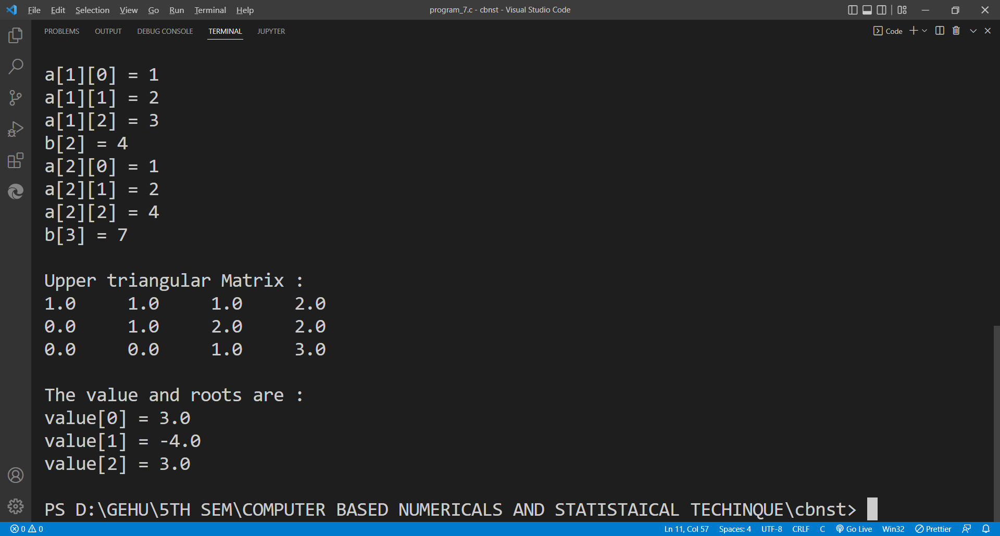 File Edit Selection View Go Run Terminal Help program_7.c - cbnst - Visual Studio Code
PROBLEMS OUTPUT DEBUG CONSOLE TERMINAL JUPYTER Code
a[1][0] = 1
a[1][1] = 2
a[1][2] = 3
b[2] = 4
a[2][0] = 1
a[2][1] = 2
a[2][2] = 4
b[3] = 7
Upper triangular Matrix :
1.0 1.0 1.0 2.0
0.0 1.0 2.0 2.0
0.0 0.0 1.0 3.0
The value and roots are :
value[0] = 3.0
value[1] = -4.0
value[2] = 3.0
PS D:\GEHU\5TH SEM\COMPUTER BASED NUMERICALS AND STATISTAICAL TECHINQUE\cbnst>
0 0 Ln 11, Col 57 Spaces: 4 UTF-8 CRLF C Go Live Win32 Prettier